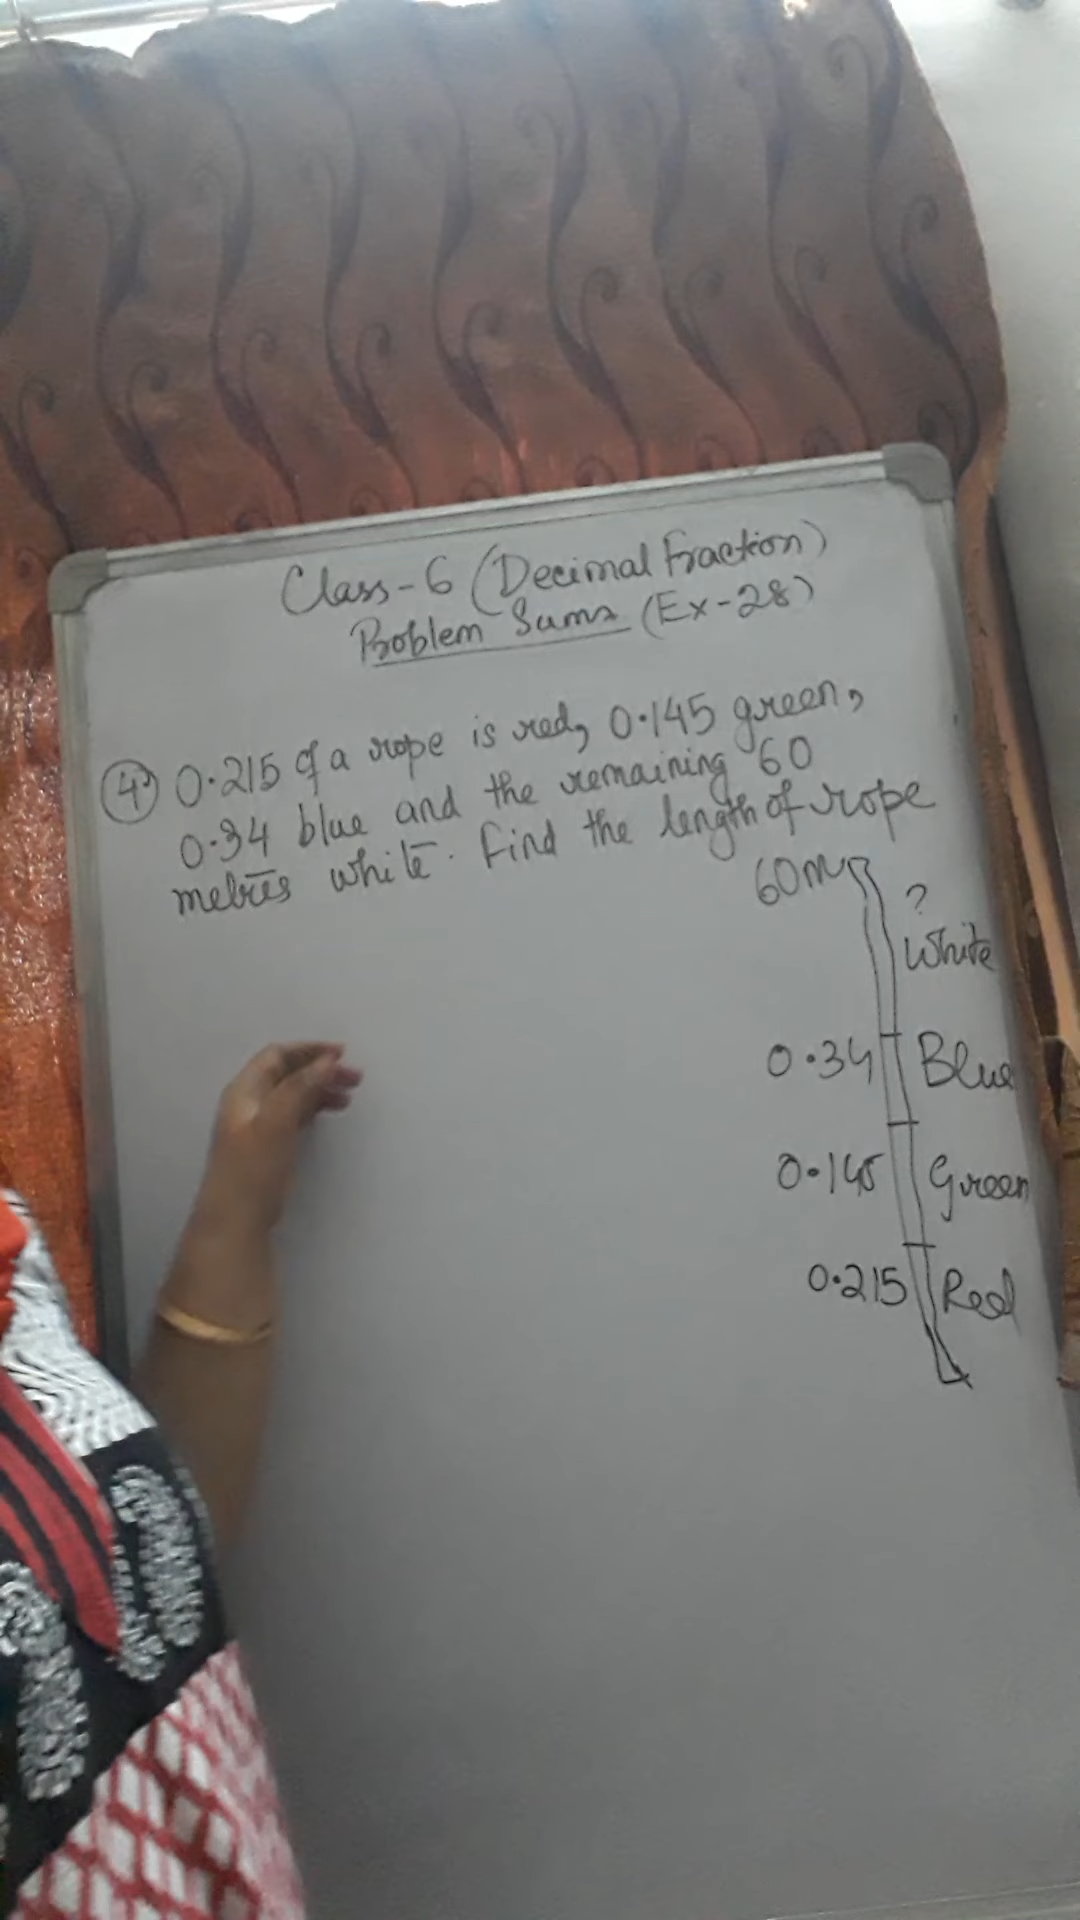 Class-6 (Decimal Fraction)
Problem Sums (Ex-28)
4) 0.215 of a rope is red, 0.145 green,
0.34 blue and the remaining 60
metres white. Find the length of rope
60m
?
White
0.34 Blue
0.145 Green
0.215 Red